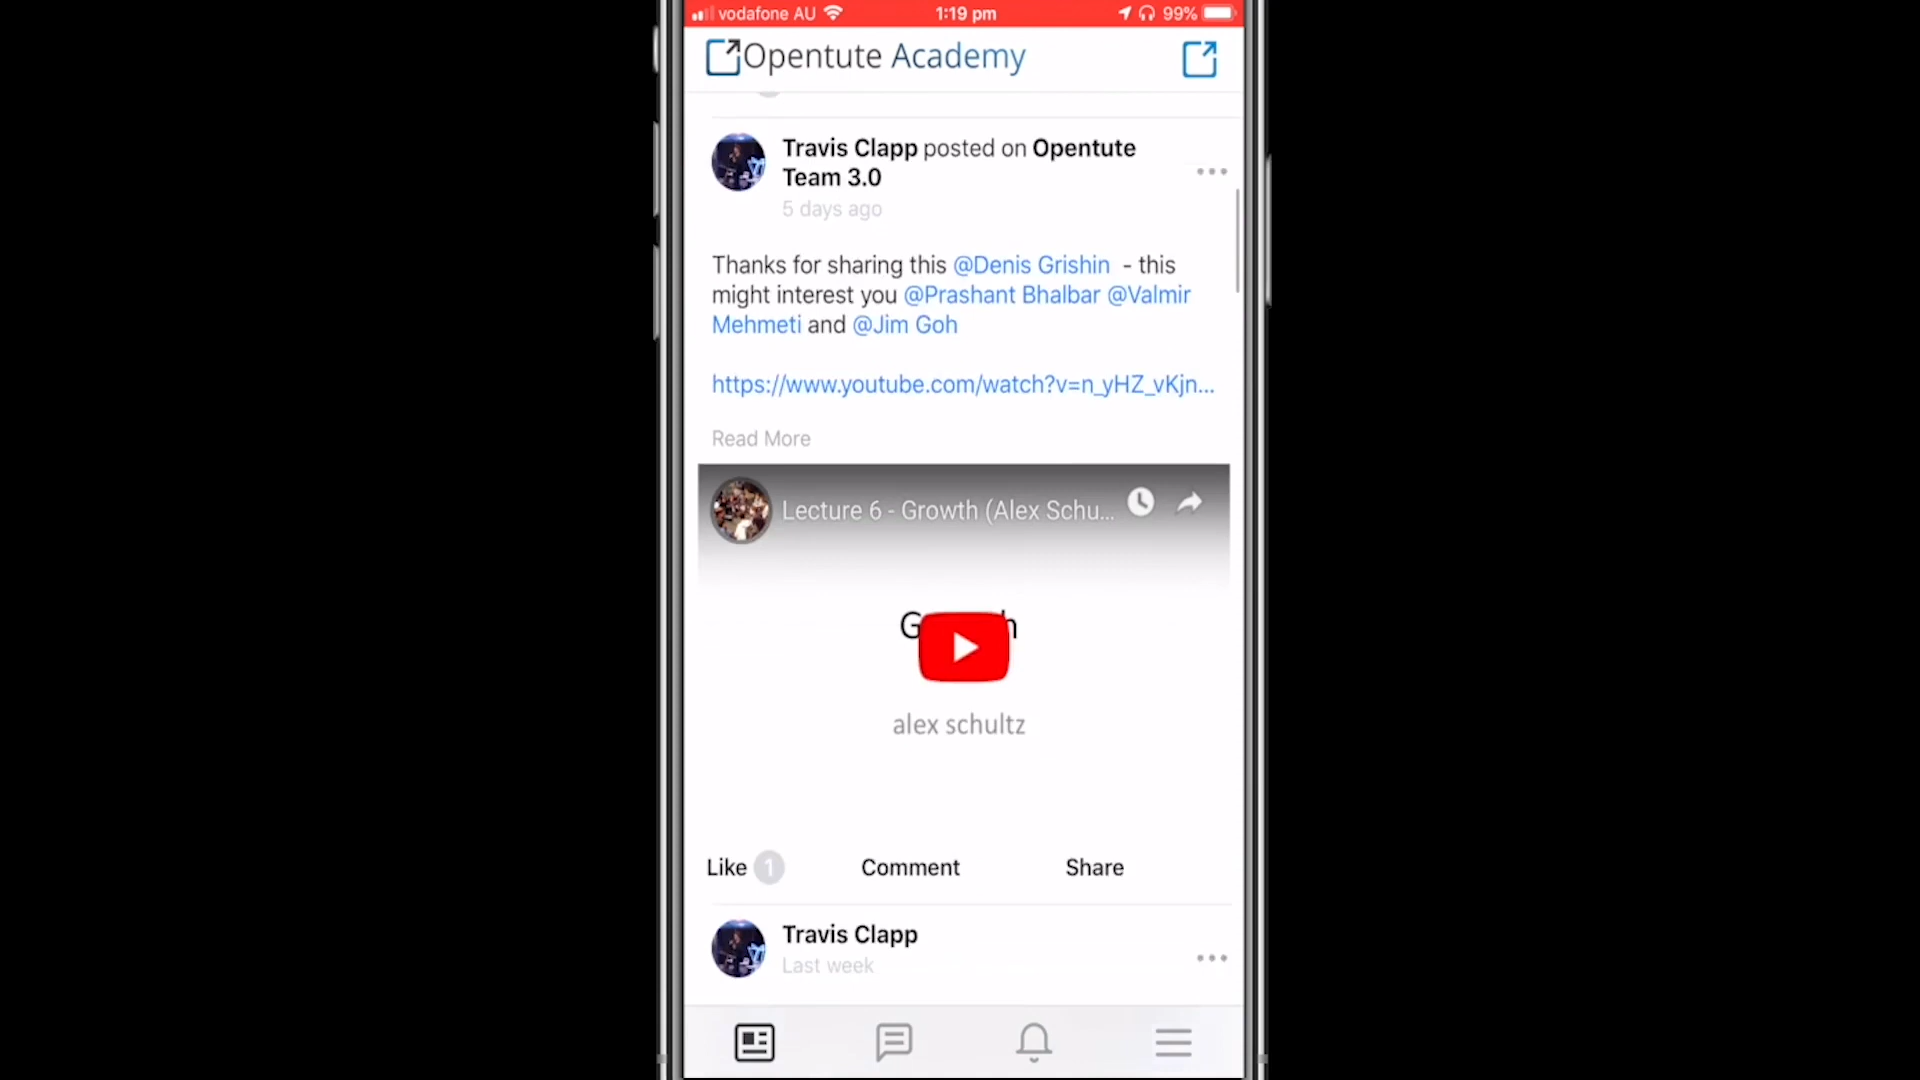 vodafone AU
1:19 pm
99%
Opentute Academy
Travis Clapp posted on Opentute
Team 3.0
5 days ago
Thanks for sharing this @Denis Grishin - this
might interest you @Prashant Bhalbar @Valmir
Mehmeti and @Jim Goh
https://www.youtube.com/watch?v=n_yHZ_vKjn...
Read More
Lecture 6 - Growth (Alex Schu...
alex schultz
Like 1
Comment
Share
Travis Clapp
Last week